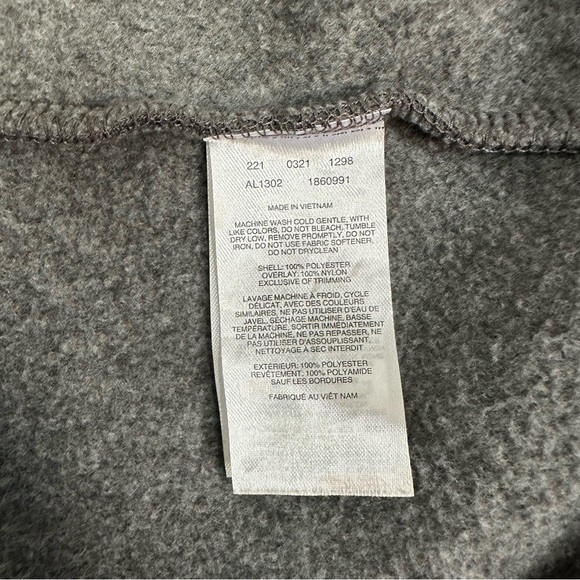 221 0321 1298
AL1302 1860991
MADE IN VIETNAM
MACHINE WASH COLD GENTLE, WITH
LIKE COLORS, DO NOT BLEACH, TUMBLE
DRY LOW, REMOVE PROMPTLY, DO NOT
IRON, DO NOT USE FABRIC SOFTENER,
DO NOT DRYCLEAN
SHELL: 100% POLYESTER
OVERLAY: 100% NYLON
EXCLUSIVE OF TRIMMING
LAVAGE MACHINE À FROID, CYCLE
DÉLICAT, AVEC DES COULEURS
SIMILAIRES, NE PAS UTILISER D'EAU DE
JAVEL, SÉCHAGE MACHINE, BASSE
TEMPÉRATURE, SORTIR IMMÉDIATEMENT
DE LA MACHINE, NE PAS REPASSER, NE
PAS UTILISER D'ASSOUPLISSANT,
NETTOYAGE A SEC INTERDIT
EXTÉRIEUR: 100% POLYESTER
REVÊTEMENT: 100% POLYAMIDE
SAUF LES BORDURES
FABRIQUÉ AU VIÊT NAM